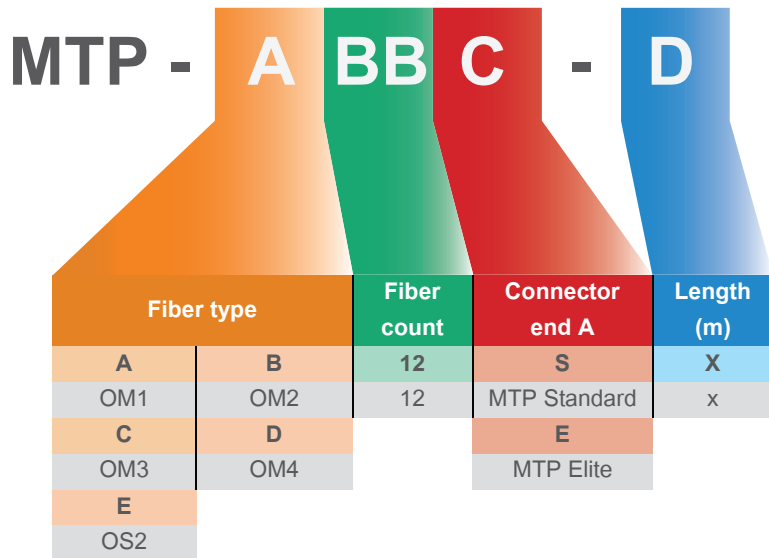 MTP - A BB C - D
Fiber type Fiber count Connector end A Length (m)
A B 12 S X
OM1 OM2 12 MTP Standard x
C D E
OM3 OM4 MTP Elite
E
OS2